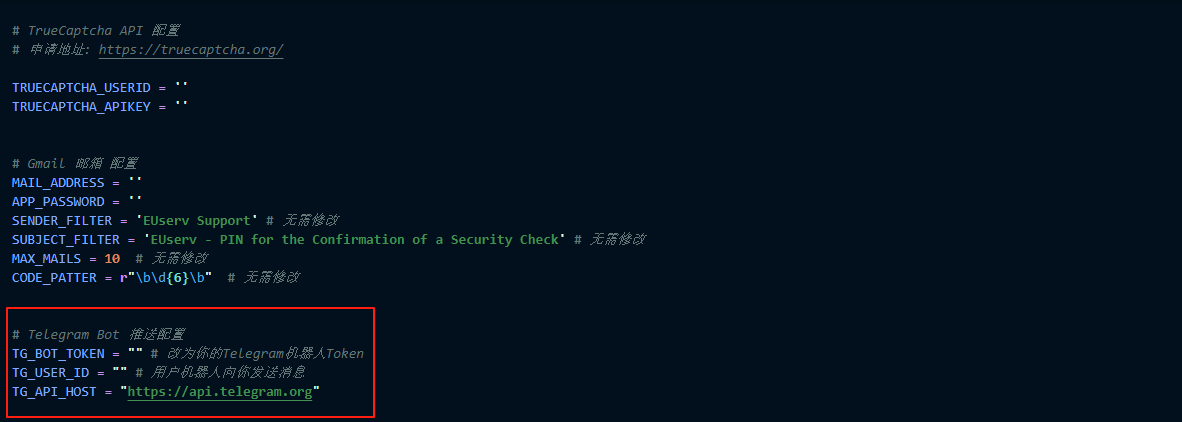 # TrueCaptcha API 配置
# 申请地址: https://truecaptcha.org/
TRUECAPTCHA_USERID = ''
TRUECAPTCHA_APIKEY = ''
# Gmail 邮箱 配置
MAIL_ADDRESS = ''
APP_PASSWORD = ''
SENDER_FILTER = 'EUserv Support' # 无需修改
SUBJECT_FILTER = 'EUserv - PIN for the Confirmation of a Security Check' # 无需修改
MAX_MAILS = 10  # 无需修改
CODE_PATTER = r"\b\d{6}\b"  # 无需修改
# Telegram Bot 推送配置
TG_BOT_TOKEN = "" # 改为你的Telegram机器人Token
TG_USER_ID = "" # 用户机器人向你发送消息
TG_API_HOST = "https://api.telegram.org"